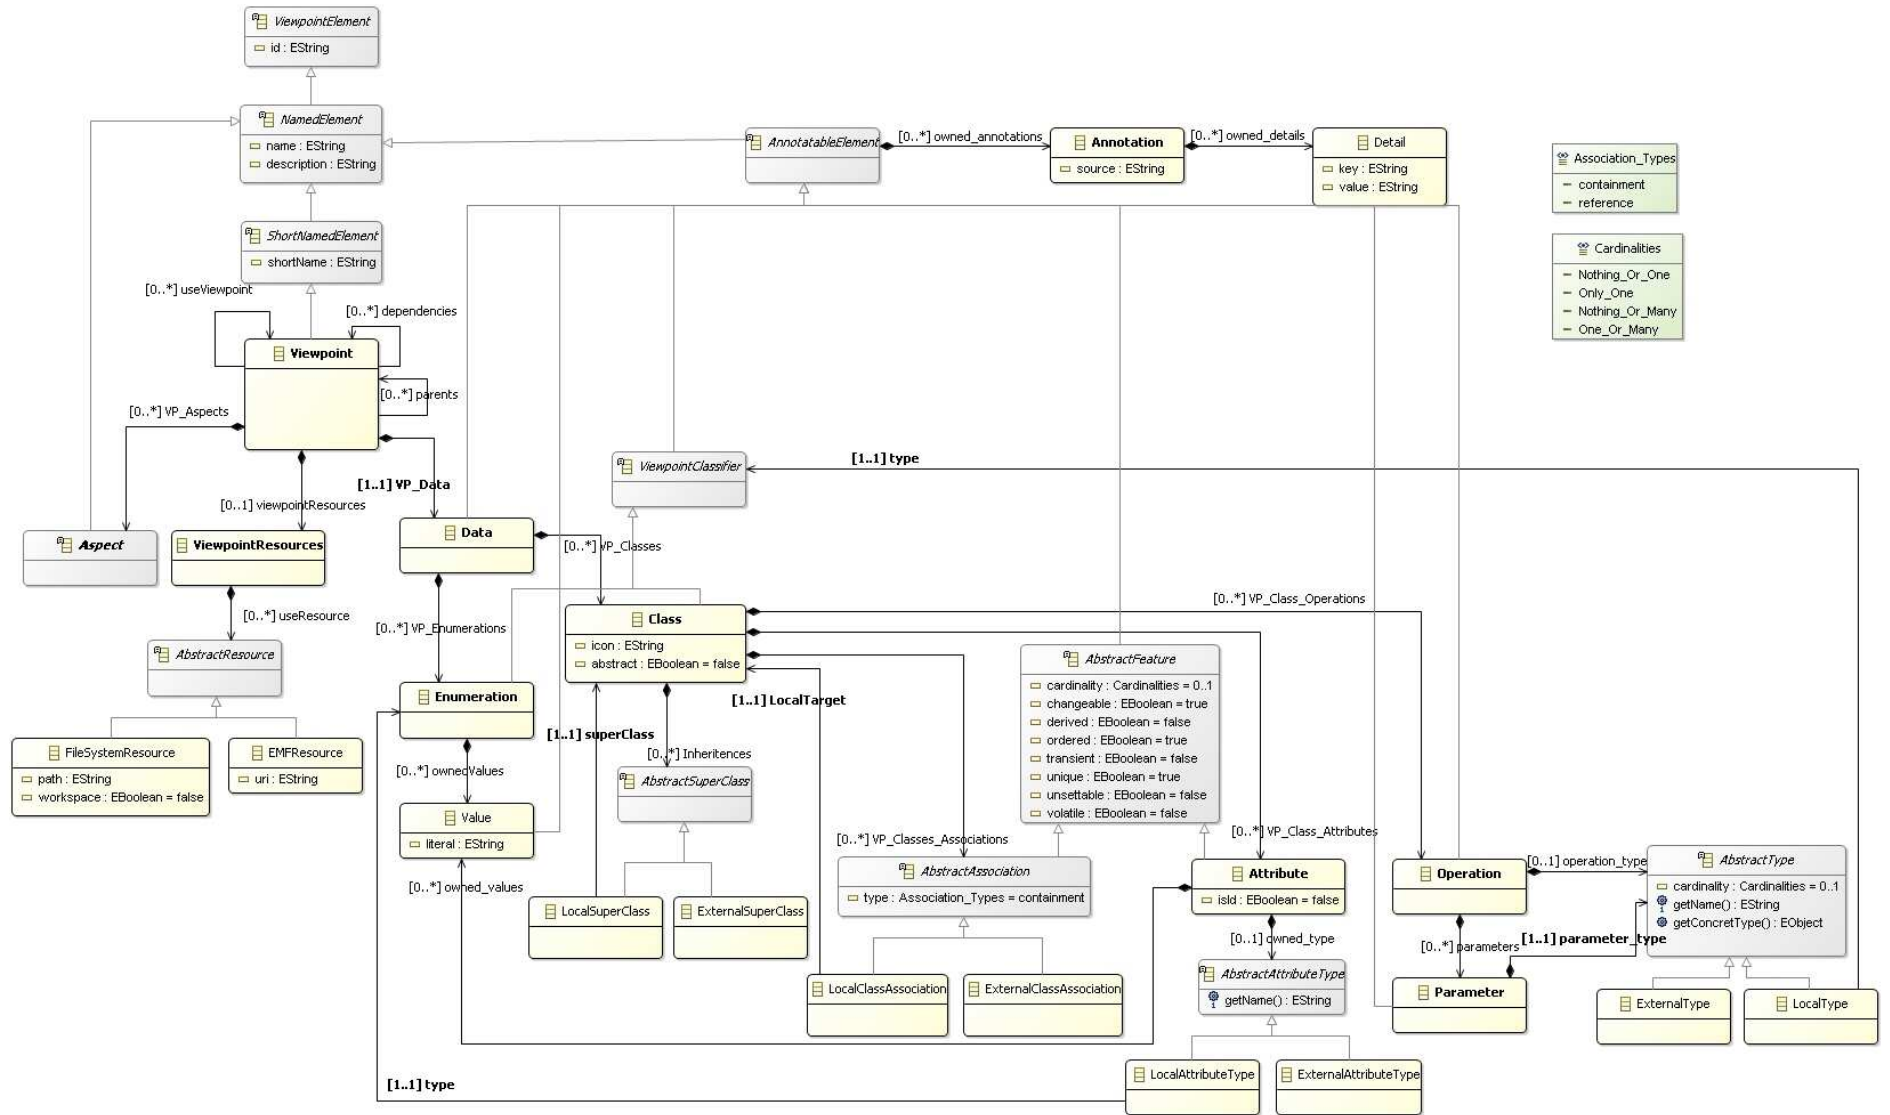 ViewpointElement
id : EString
NamedElement
name : EString
description : EString
AnnotatableElement
[0..*] owned_annotations
Annotation
source : EString
[0..*] owned_details
Detail
key : EString
value : EString
Association_Types
containment
reference
Cardinalities
Nothing_Or_One
Only_One
Nothing_Or_Many
One_Or_Many
ShortNamedElement
shortName : EString
[0..*] useViewpoint
[0..*] dependencies
Viewpoint
[0..*] parents
[0..*] VP_Aspects
[1..1] VP_Data
[0..1] viewpointResources
ViewpointClassifier
[1..1] type
Aspect
ViewpointResources
Data
[0..*] VP_Classes
[0..*] useResource
[0..*] VP_Enumerations
Class
icon : EString
abstract : EBoolean = false
[0..*] VP_Class_Operations
AbstractResource
Enumeration
[1..1] LocalTarget
[1..1] superClass
[0..*] Inheritences
AbstractFeature
cardinality : Cardinalities = 0..1
changeable : EBoolean = true
derived : EBoolean = false
ordered : EBoolean = true
transient : EBoolean = false
unique : EBoolean = true
unsettable : EBoolean = false
volatile : EBoolean = false
FileSystemResource
path : EString
workspace : EBoolean = false
EMFResource
uri : EString
[0..*] ownedValues
AbstractSuperClass
Value
literal : EString
[0..*] VP_Classes_Association
[0..*] VP_Class_Attributes
[0..*] owned_values
AbstractAssociation
type : Association_Types = containment
Attribute
isId : EBoolean = false
Operation
[0..1] operation_type
AbstractType
cardinality : Cardinalities = 0..1
getName() : EString
getConcretType() : EObject
LocalSuperClass
ExternalSuperClass
[0..1] owned_type
[0..*] parameters
[1..1] parameter_type
LocalClassAssociation
ExternalClassAssociation
AbstractAttributeType
getName() : EString
Parameter
ExternalType
LocalType
[1..1] type
LocalAttributeType
ExternalAttributeType